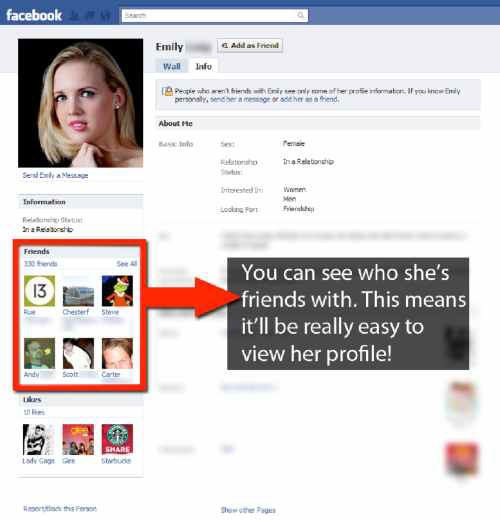 facebook
Search
Emily
Add as Friend
Wall Info
People who aren't friends with Emily see only some of her profile information. If you know Emily
personally, send her a message or add her as a friend.
About Me
Basic Info Sex: Female
Relationship In a Relationship
Status:
Interested In: Women
Men
Looking For: Friendship
Send Emily a Message
Information
Relationship Status:
In a Relationship
Friends
330 friends See All
13
Rue Chesterf Steve
Andy Scott Carter
You can see who she's
friends with. This means
it'll be really easy to
view her profile!
Likes
10 likes
glee
SHARE
Lady Gaga Glee Starbucks
Report/Block this Person
Show other Pages